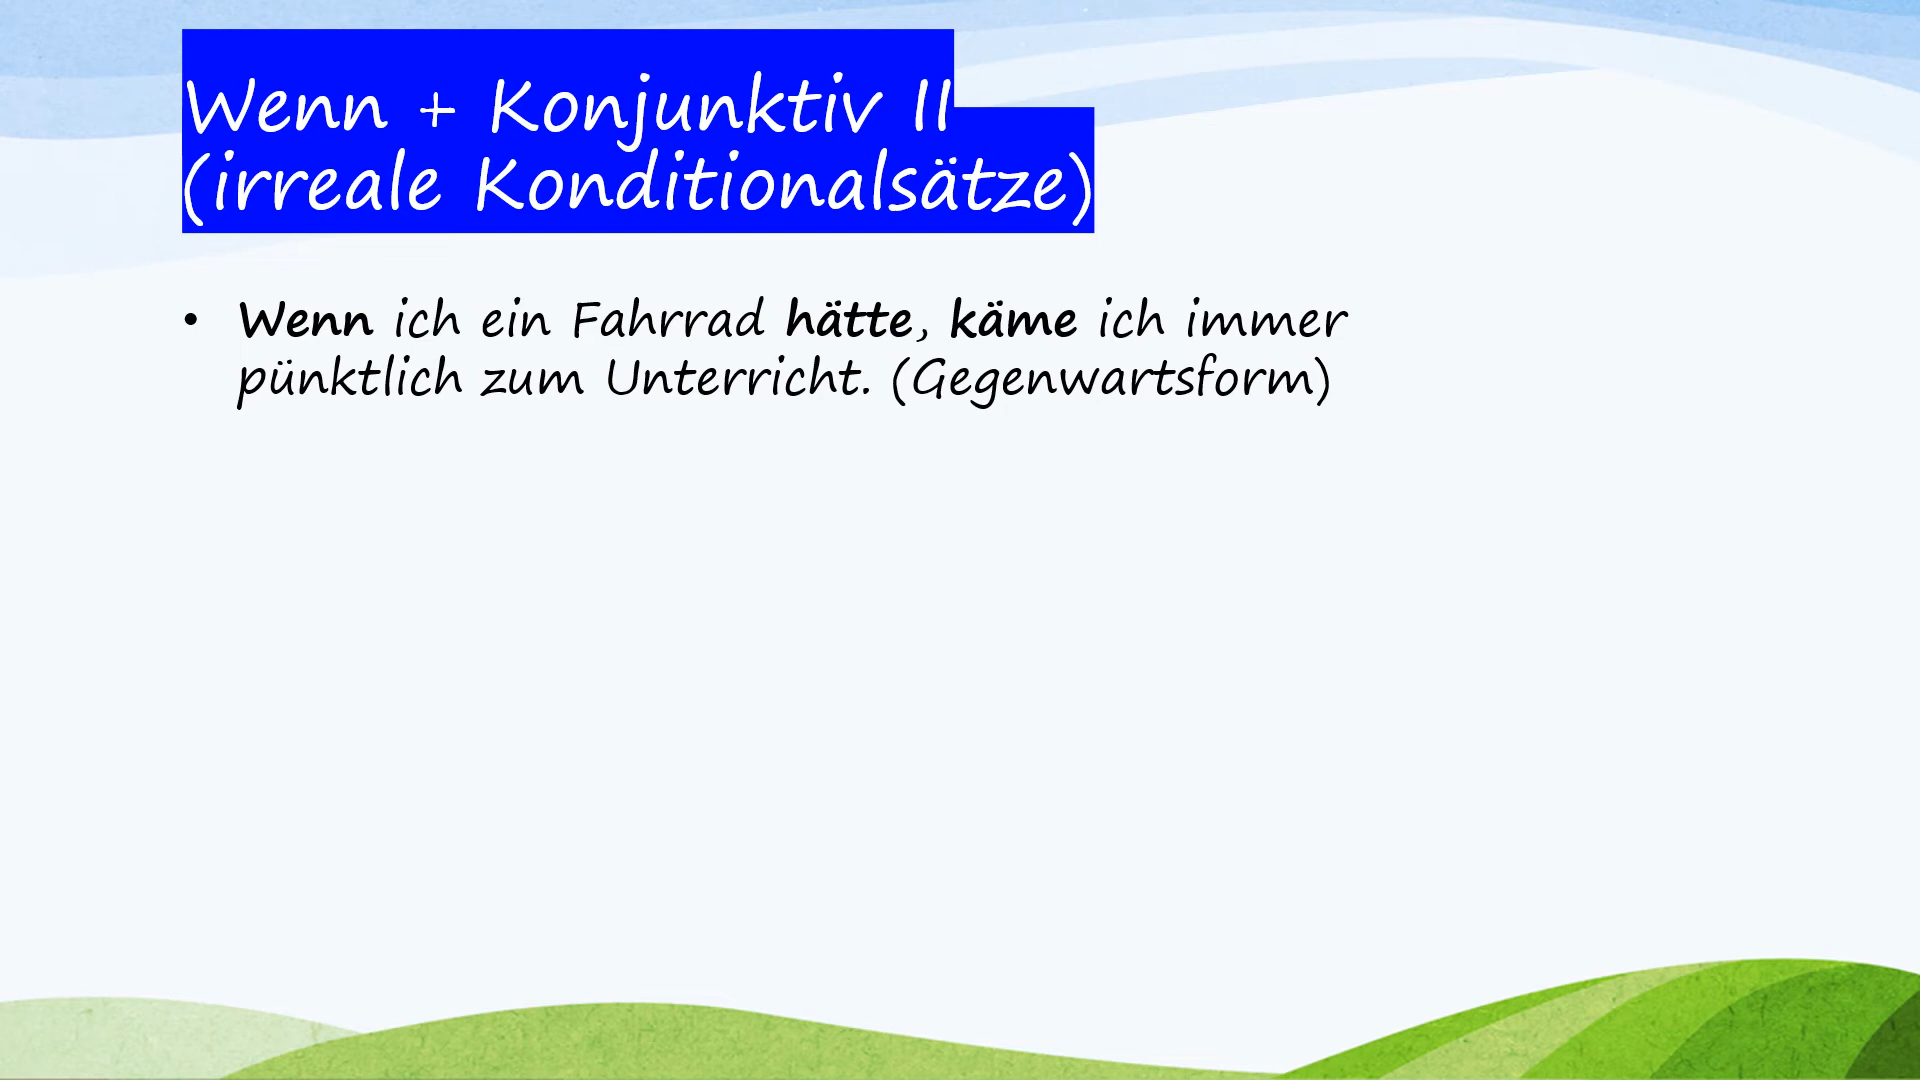 Wenn + Konjunktiv II
(irreale Konditionalsätze)
• Wenn ich ein Fahrrad hätte, käme ich immer
pünktlich zum Unterricht. (Gegenwartsform)